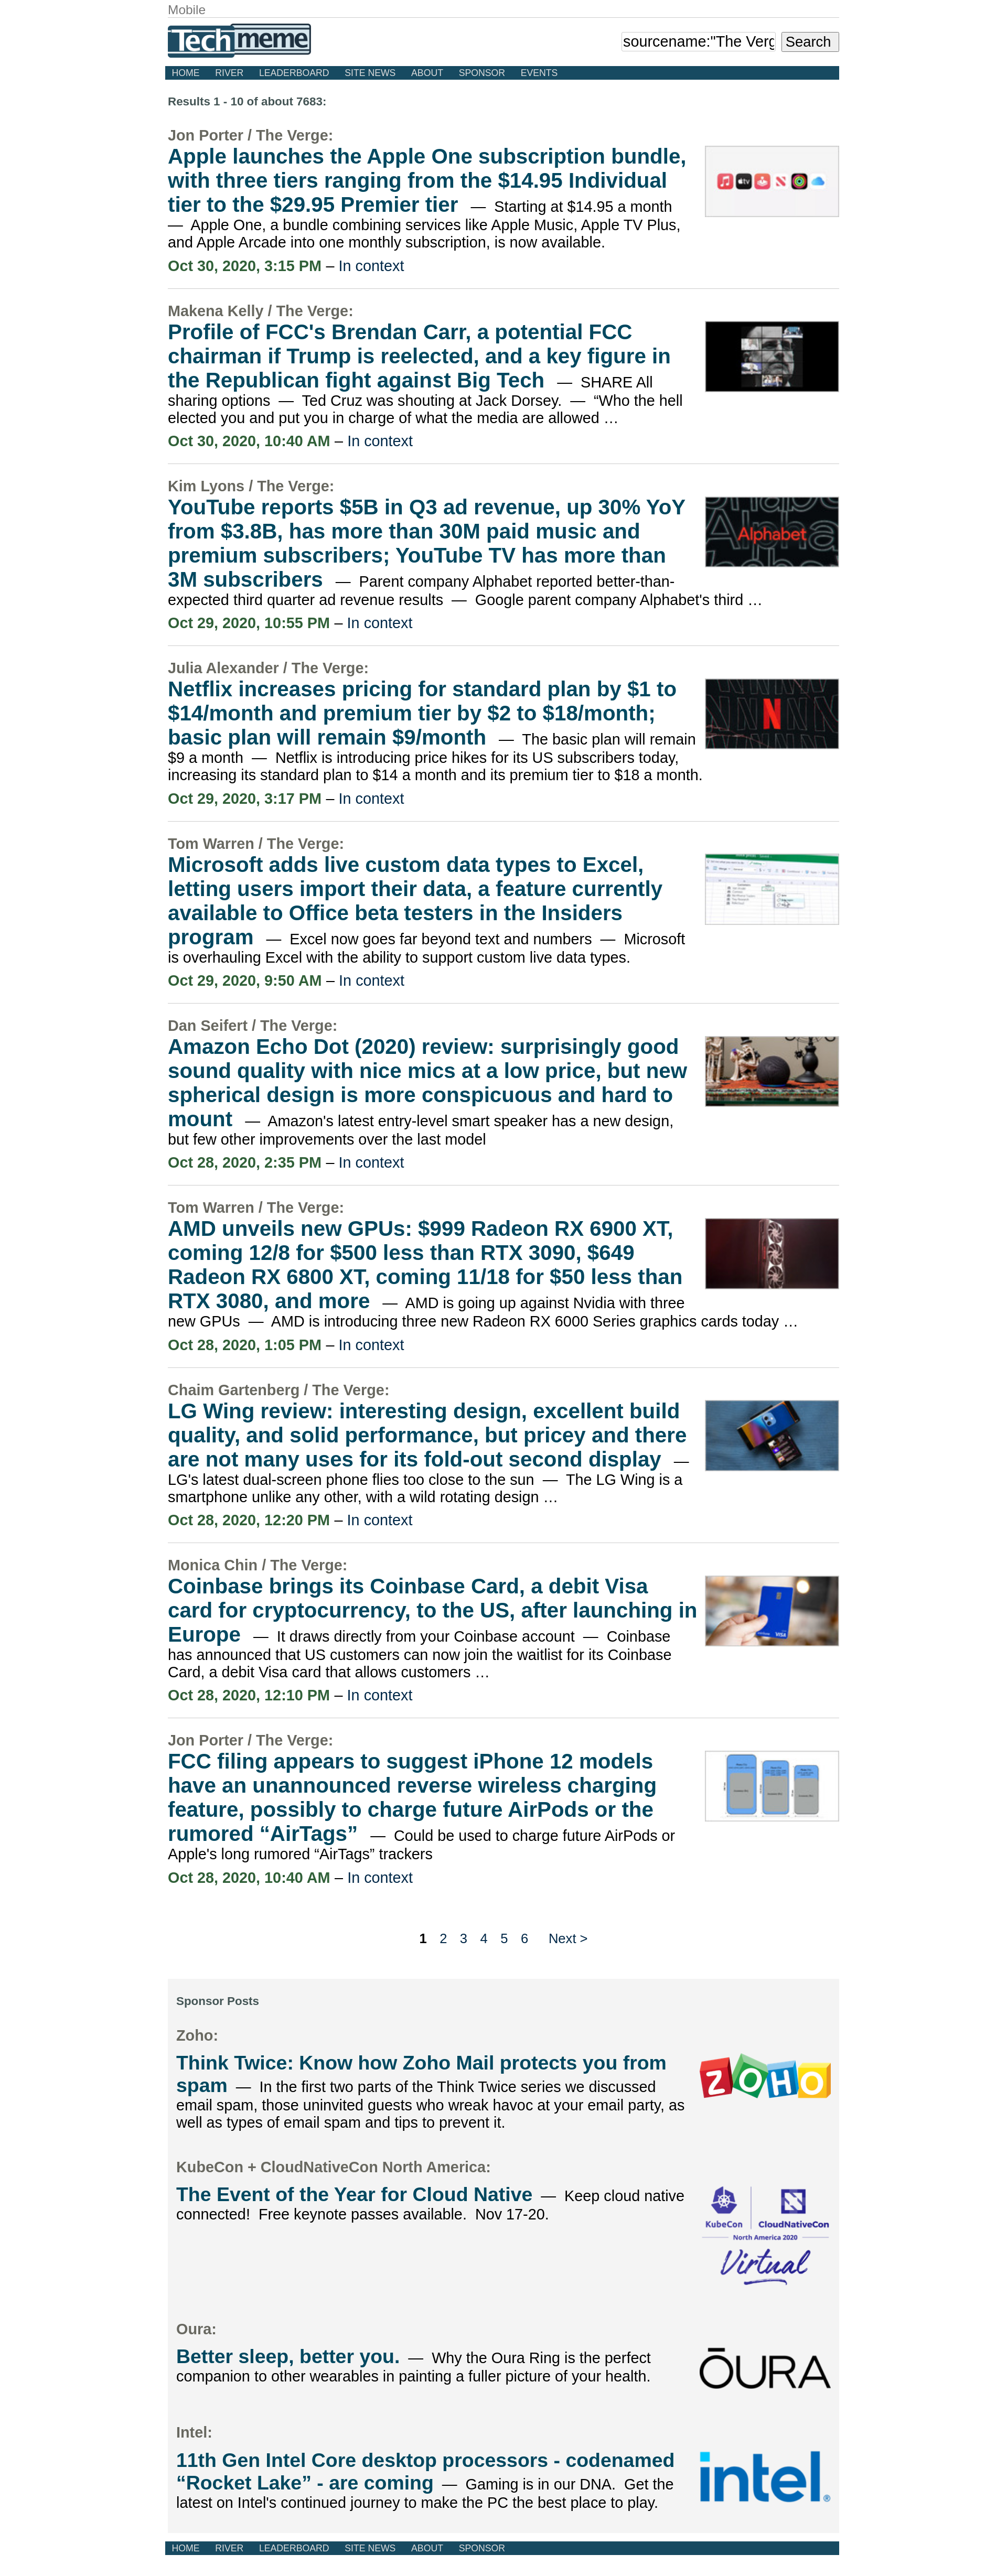 Mobile
Techmeme
sourcename:"The Verg
Search
HOME RIVER LEADERBOARD SITE NEWS ABOUT SPONSOR EVENTS
Results 1 - 10 of about 7683:
Jon Porter / The Verge:
Apple launches the Apple One subscription bundle,
with three tiers ranging from the $14.95 Individual
tier to the $29.95 Premier tier — Starting at $14.95 a month
— Apple One, a bundle combining services like Apple Music, Apple TV Plus,
and Apple Arcade into one monthly subscription, is now available.
Oct 30, 2020, 3:15 PM – In context
Makena Kelly / The Verge:
Profile of FCC's Brendan Carr, a potential FCC
chairman if Trump is reelected, and a key figure in
the Republican fight against Big Tech — SHARE All
sharing options — Ted Cruz was shouting at Jack Dorsey. — “Who the hell
elected you and put you in charge of what the media are allowed …
Oct 30, 2020, 10:40 AM – In context
Kim Lyons / The Verge:
YouTube reports $5B in Q3 ad revenue, up 30% YoY
from $3.8B, has more than 30M paid music and
premium subscribers; YouTube TV has more than
3M subscribers — Parent company Alphabet reported better-than-
expected third quarter ad revenue results — Google parent company Alphabet's third …
Alphabet
Oct 29, 2020, 10:55 PM – In context
Julia Alexander / The Verge:
Netflix increases pricing for standard plan by $1 to
$14/month and premium tier by $2 to $18/month;
basic plan will remain $9/month — The basic plan will remain
$9 a month — Netflix is introducing price hikes for its US subscribers today,
increasing its standard plan to $14 a month and its premium tier to $18 a month.
N
Oct 29, 2020, 3:17 PM – In context
Tom Warren / The Verge:
Microsoft adds live custom data types to Excel,
letting users import their data, a feature currently
available to Office beta testers in the Insiders
program — Excel now goes far beyond text and numbers — Microsoft
is overhauling Excel with the ability to support custom live data types.
Oct 29, 2020, 9:50 AM – In context
Dan Seifert / The Verge:
Amazon Echo Dot (2020) review: surprisingly good
sound quality with nice mics at a low price, but new
spherical design is more conspicuous and hard to
mount — Amazon's latest entry-level smart speaker has a new design,
but few other improvements over the last model
Oct 28, 2020, 2:35 PM – In context
Tom Warren / The Verge:
AMD unveils new GPUs: $999 Radeon RX 6900 XT,
coming 12/8 for $500 less than RTX 3090, $649
Radeon RX 6800 XT, coming 11/18 for $50 less than
RTX 3080, and more — AMD is going up against Nvidia with three
new GPUs — AMD is introducing three new Radeon RX 6000 Series graphics cards today …
Oct 28, 2020, 1:05 PM – In context
Chaim Gartenberg / The Verge:
LG Wing review: interesting design, excellent build
quality, and solid performance, but pricey and there
are not many uses for its fold-out second display —
LG's latest dual-screen phone flies too close to the sun — The LG Wing is a
smartphone unlike any other, with a wild rotating design …
Oct 28, 2020, 12:20 PM – In context
Monica Chin / The Verge:
Coinbase brings its Coinbase Card, a debit Visa
card for cryptocurrency, to the US, after launching in
Europe — It draws directly from your Coinbase account — Coinbase
has announced that US customers can now join the waitlist for its Coinbase
Card, a debit Visa card that allows customers …
VISA
Oct 28, 2020, 12:10 PM – In context
Jon Porter / The Verge:
FCC filing appears to suggest iPhone 12 models
have an unannounced reverse wireless charging
feature, possibly to charge future AirPods or the
rumored “AirTags” — Could be used to charge future AirPods or
Apple's long rumored “AirTags” trackers
Oct 28, 2020, 10:40 AM – In context
1 2 3 4 5 6 Next >
Sponsor Posts
Zoho:
Think Twice: Know how Zoho Mail protects you from
spam — In the first two parts of the Think Twice series we discussed
email spam, those uninvited guests who wreak havoc at your email party, as
well as types of email spam and tips to prevent it.
ZOHO
KubeCon + CloudNativeCon North America:
The Event of the Year for Cloud Native — Keep cloud native
connected! Free keynote passes available. Nov 17-20.
KubeCon CloudNativeCon
North America 2020
Virtual
Oura:
Better sleep, better you. — Why the Oura Ring is the perfect
companion to other wearables in painting a fuller picture of your health.
ŌURA
Intel:
11th Gen Intel Core desktop processors - codenamed
“Rocket Lake” - are coming — Gaming is in our DNA. Get the
latest on Intel's continued journey to make the PC the best place to play.
intel®
HOME RIVER LEADERBOARD SITE NEWS ABOUT SPONSOR